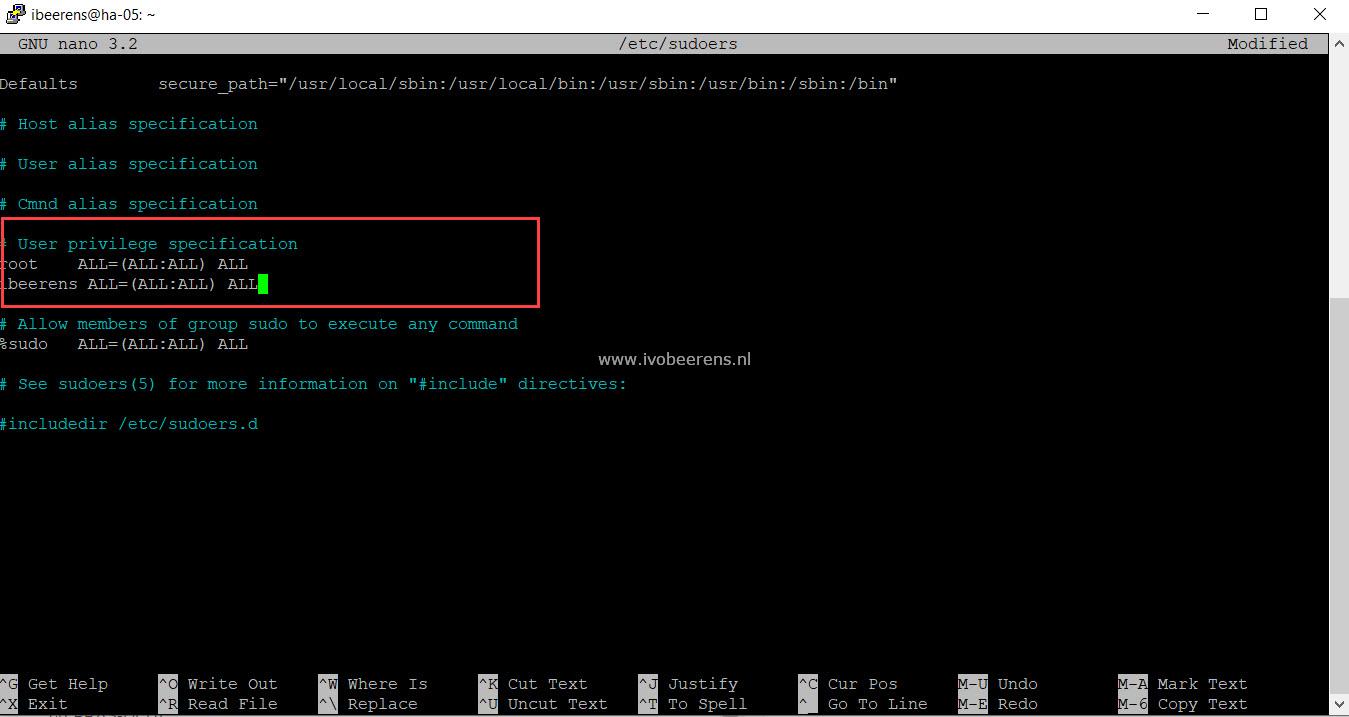 ibeerens@ha-05: ~
GNU nano 3.2 /etc/sudoers Modified
Defaults secure_path="/usr/local/sbin:/usr/local/bin:/usr/sbin:/usr/bin:/sbin:/bin"
# Host alias specification
# User alias specification
# Cmnd alias specification
# User privilege specification
root ALL=(ALL:ALL) ALL
ibeerens ALL=(ALL:ALL) ALL
# Allow members of group sudo to execute any command
%sudo ALL=(ALL:ALL) ALL
www.ivobeerens.nl
# See sudoers(5) for more information on "#include" directives:
#includedir /etc/sudoers.d
^G Get Help ^O Write Out ^W Where Is ^K Cut Text ^J Justify ^C Cur Pos M-U Undo M-A Mark Text
^X Exit ^R Read File ^\ Replace ^U Uncut Text ^T To Spell ^_ Go To Line M-E Redo M-6 Copy Text